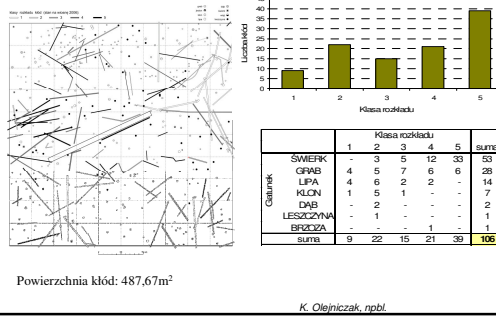 40
35
30
25
20
15
10
5
0
Liczba kłód
1 2 3 4 5
Klasa rozkładu
Klasa rozkładu
1 2 3 4 5 suma
Gatunek
ŚWIERK - 3 5 12 33 53
GRAB 4 5 7 6 6 28
LIPA 4 6 2 2 - 14
KLON 1 5 1 - - 7
DĄB - 2 - - - 2
LESZCZYNA - 1 - - - 1
BRZOZA - - - 1 - 1
suma 9 22 15 21 39 106
Powierzchnia kłód: 487,67m²
K. Olejniczak, npbl.